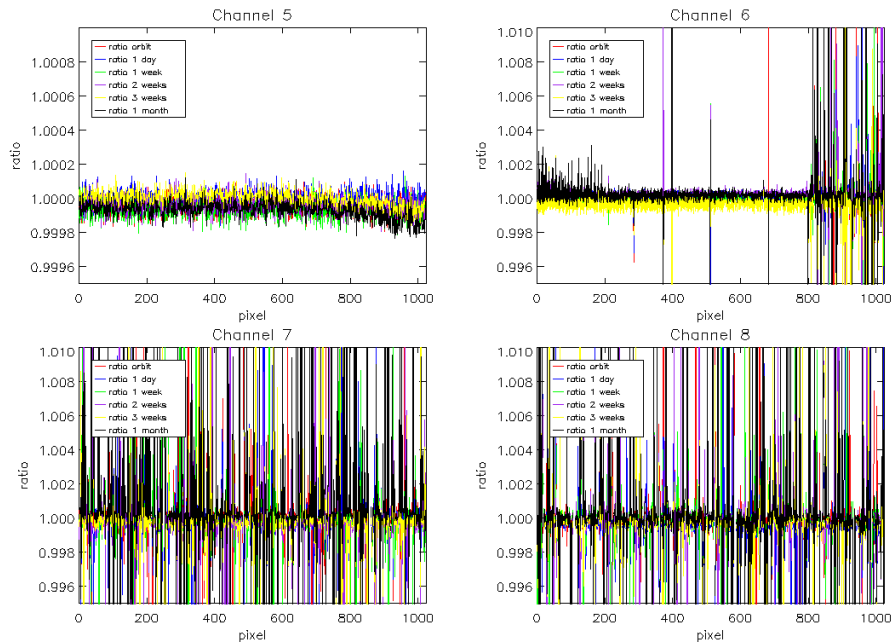 Channel 5
1.0008
1.0006
1.0004
1.0002
1.0000
0.9998
0.9996
ratio
ratio orbit
ratio 1 day
ratio 1 week
ratio 2 weeks
ratio 3 weeks
ratio 1 month
0 200 400 600 800 1000
pixel
Channel 6
1.010
1.008
1.006
1.004
1.002
1.000
0.998
0.996
ratio
ratio orbit
ratio 1 day
ratio 1 week
ratio 2 weeks
ratio 3 weeks
ratio 1 month
0 200 400 600 800 1000
pixel
Channel 7
1.010
1.008
1.006
1.004
1.002
1.000
0.998
0.996
ratio
ratio orbit
ratio 1 day
ratio 1 week
ratio 2 weeks
ratio 3 weeks
ratio 1 month
0 200 400 600 800 1000
pixel
Channel 8
1.010
1.008
1.006
1.004
1.002
1.000
0.998
0.996
ratio
ratio orbit
ratio 1 day
ratio 1 week
ratio 2 weeks
ratio 3 weeks
ratio 1 month
0 200 400 600 800 1000
pixel